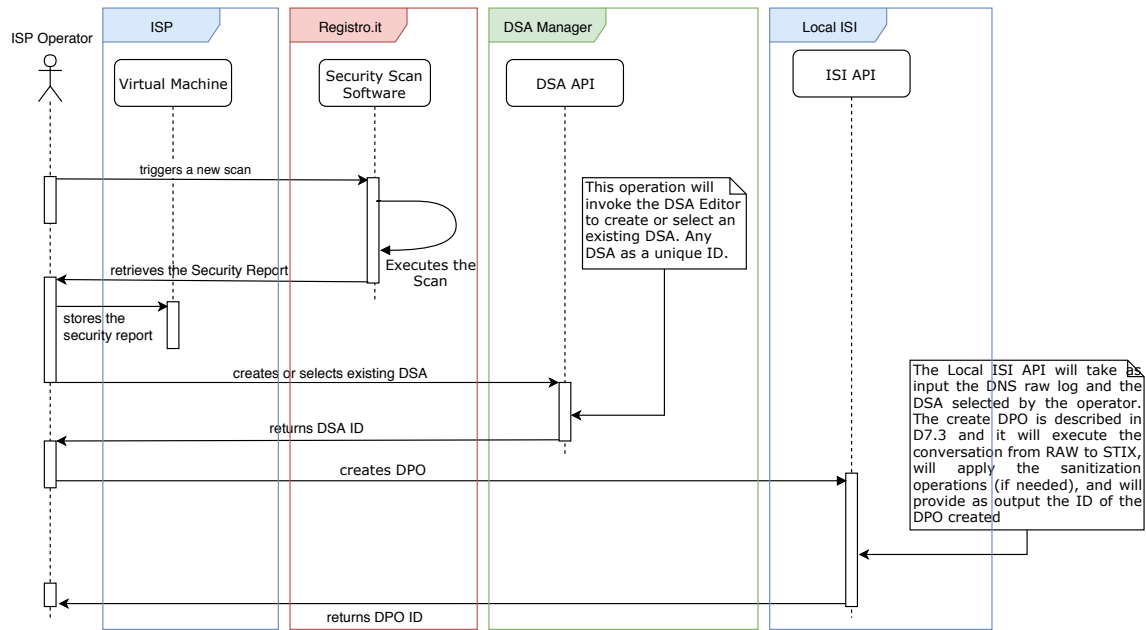 ISP
Registro.it
DSA Manager
Local ISI
ISP Operator
Virtual Machine
Security Scan
Software
DSA API
ISI API
triggers a new scan
This operation will
invoke the DSA Editor
to create or select an
existing DSA. Any
DSA as a unique ID.
Executes the
Scan
retrieves the Security Report
stores the
security report
creates or selects existing DSA
The Local ISI API will take as
input the DNS raw log and the
DSA selected by the operator.
The create DPO is described in
D7.3 and it will execute the
conversation from RAW to STIX,
will apply the sanitization
operations (if needed), and will
provide as output the ID of the
DPO created
returns DSA ID
creates DPO
returns DPO ID